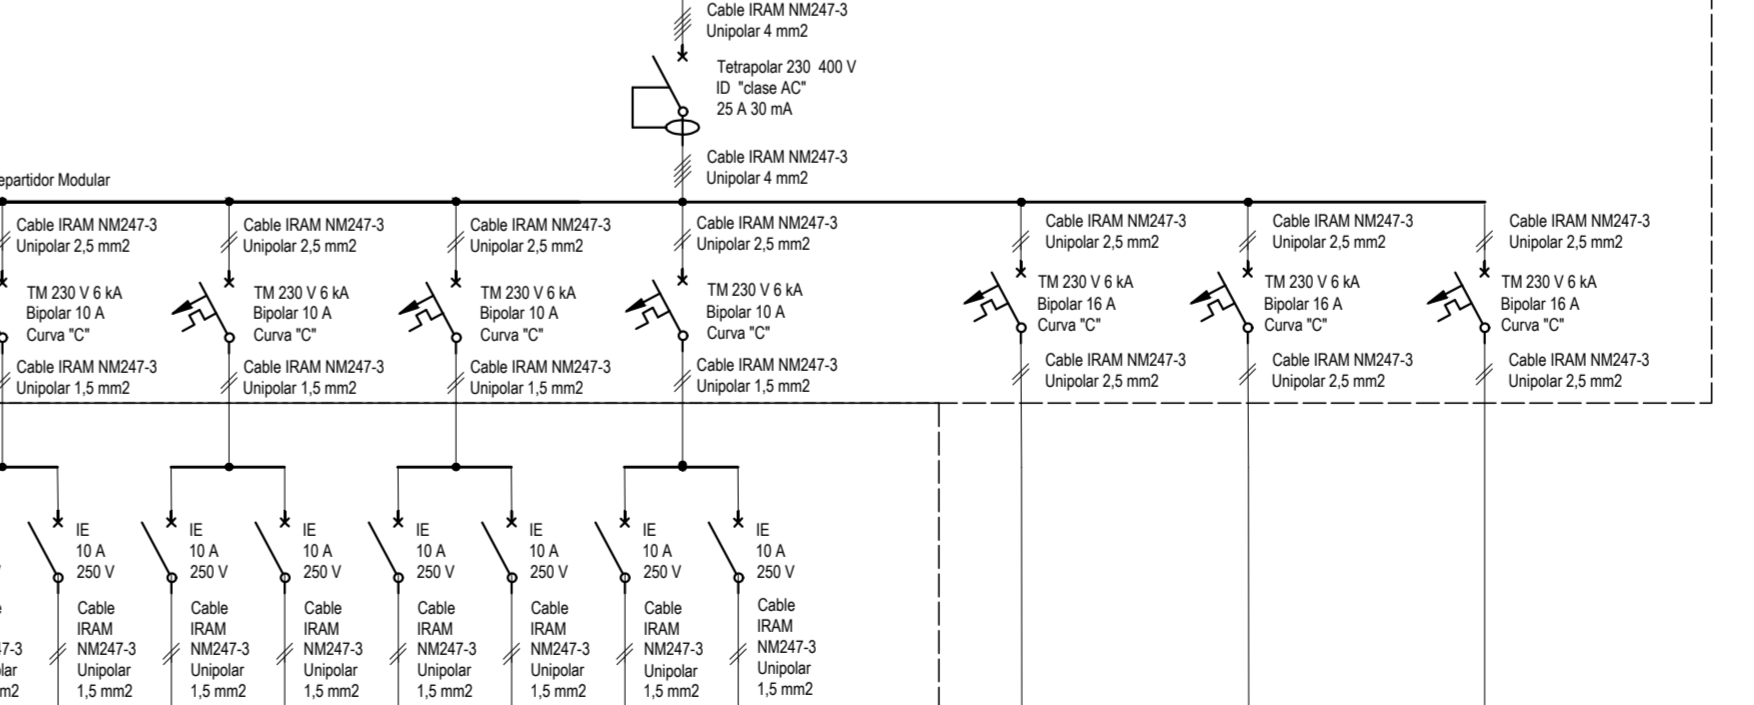 Cable IRAM NM247-3
Unipolar 4 mm2
Tetrapolar 230 400 V
ID "clase AC"
25 A 30 mA
Cable IRAM NM247-3
Unipolar 4 mm2
epartidor Modular
Cable IRAM NM247-3
Unipolar 2,5 mm2
Cable IRAM NM247-3
Unipolar 2,5 mm2
Cable IRAM NM247-3
Unipolar 2,5 mm2
Cable IRAM NM247-3
Unipolar 2,5 mm2
Cable IRAM NM247-3
Unipolar 2,5 mm2
Cable IRAM NM247-3
Unipolar 2,5 mm2
Cable IRAM NM247-3
Unipolar 2,5 mm2
TM 230 V 6 kA
Bipolar 10 A
Curva "C"
TM 230 V 6 kA
Bipolar 10 A
Curva "C"
TM 230 V 6 kA
Bipolar 10 A
Curva "C"
TM 230 V 6 kA
Bipolar 10 A
Curva "C"
TM 230 V 6 kA
Bipolar 16 A
Curva "C"
TM 230 V 6 kA
Bipolar 16 A
Curva "C"
TM 230 V 6 kA
Bipolar 16 A
Curva "C"
Cable IRAM NM247-3
Unipolar 1,5 mm2
Cable IRAM NM247-3
Unipolar 1,5 mm2
Cable IRAM NM247-3
Unipolar 1,5 mm2
Cable IRAM NM247-3
Unipolar 1,5 mm2
Cable IRAM NM247-3
Unipolar 2,5 mm2
Cable IRAM NM247-3
Unipolar 2,5 mm2
Cable IRAM NM247-3
Unipolar 2,5 mm2
IE
10 A
250 V
IE
10 A
250 V
IE
10 A
250 V
IE
10 A
250 V
IE
10 A
250 V
IE
10 A
250 V
IE
10 A
250 V
7-3
lar
m2
Cable
IRAM
NM247-3
Unipolar
1,5 mm2
Cable
IRAM
NM247-3
Unipolar
1,5 mm2
Cable
IRAM
NM247-3
Unipolar
1,5 mm2
Cable
IRAM
NM247-3
Unipolar
1,5 mm2
Cable
IRAM
NM247-3
Unipolar
1,5 mm2
Cable
IRAM
NM247-3
Unipolar
1,5 mm2
Cable
IRAM
NM247-3
Unipolar
1,5 mm2